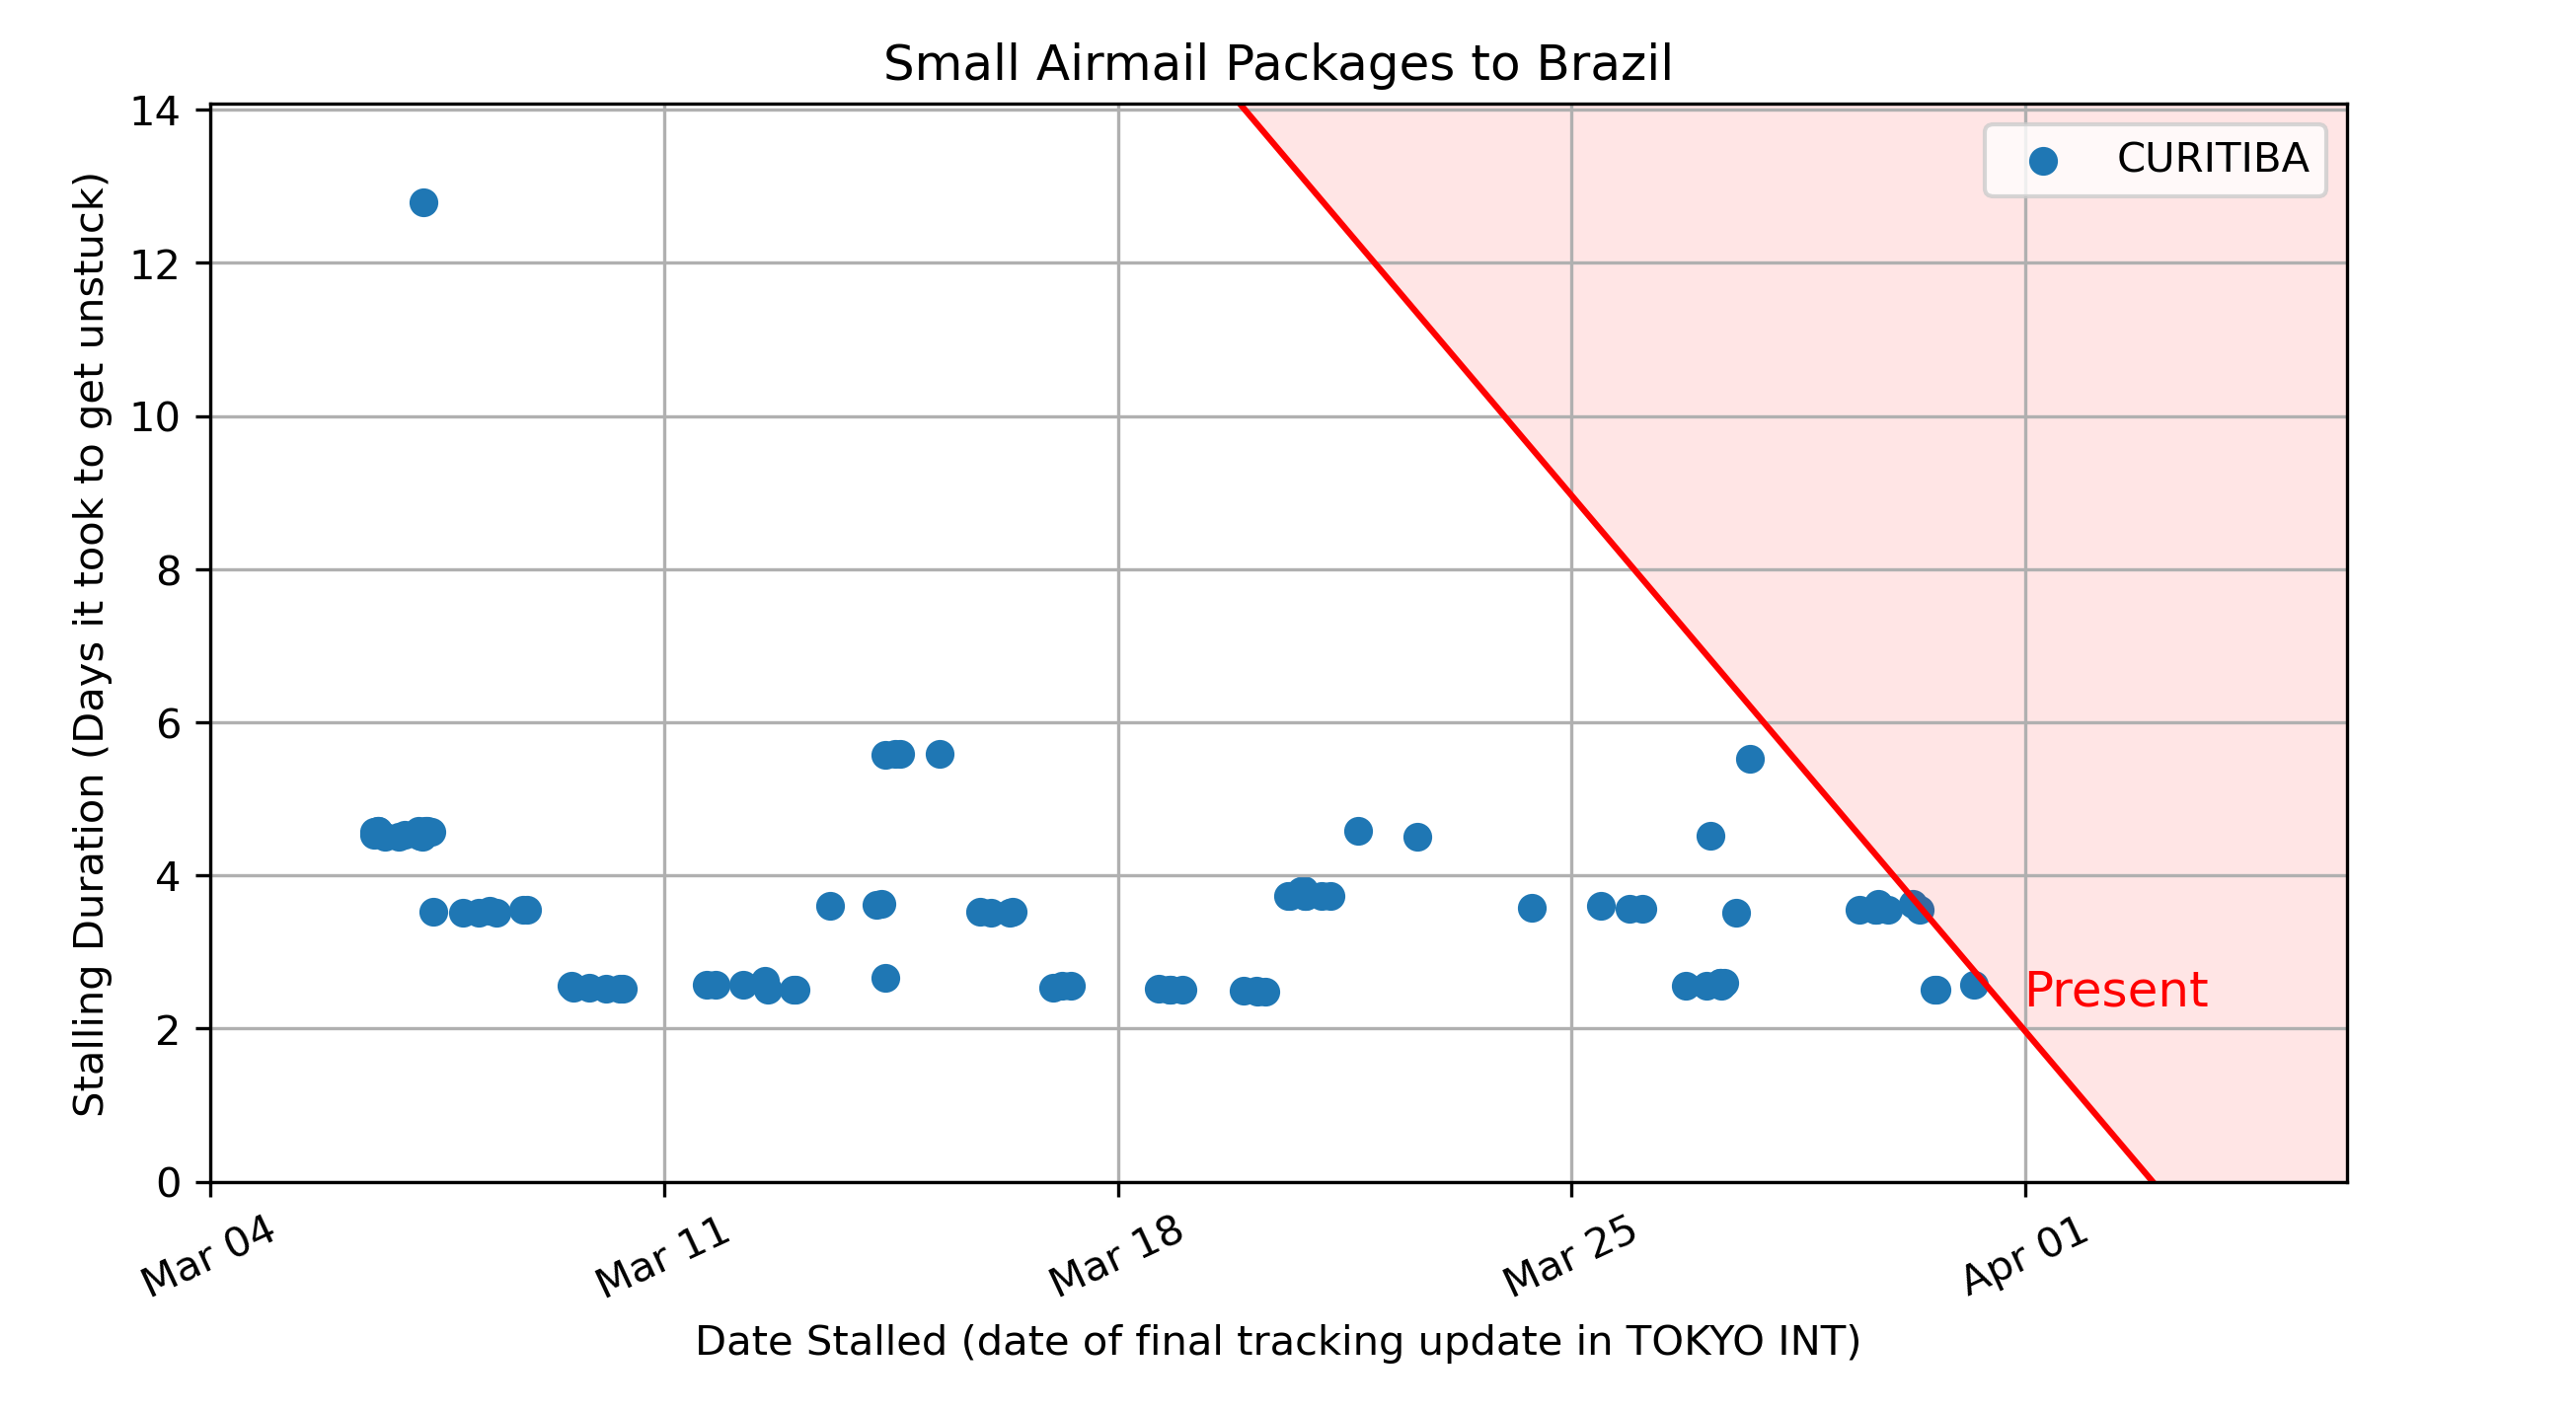 Small Airmail Packages to Brazil
Stalling Duration (Days it took to get unstuck)
14
12
10
8
6
4
2
0
CURITIBA
Present
Mar 04
Mar 11
Mar 18
Mar 25
Apr 01
Date Stalled (date of final tracking update in TOKYO INT)